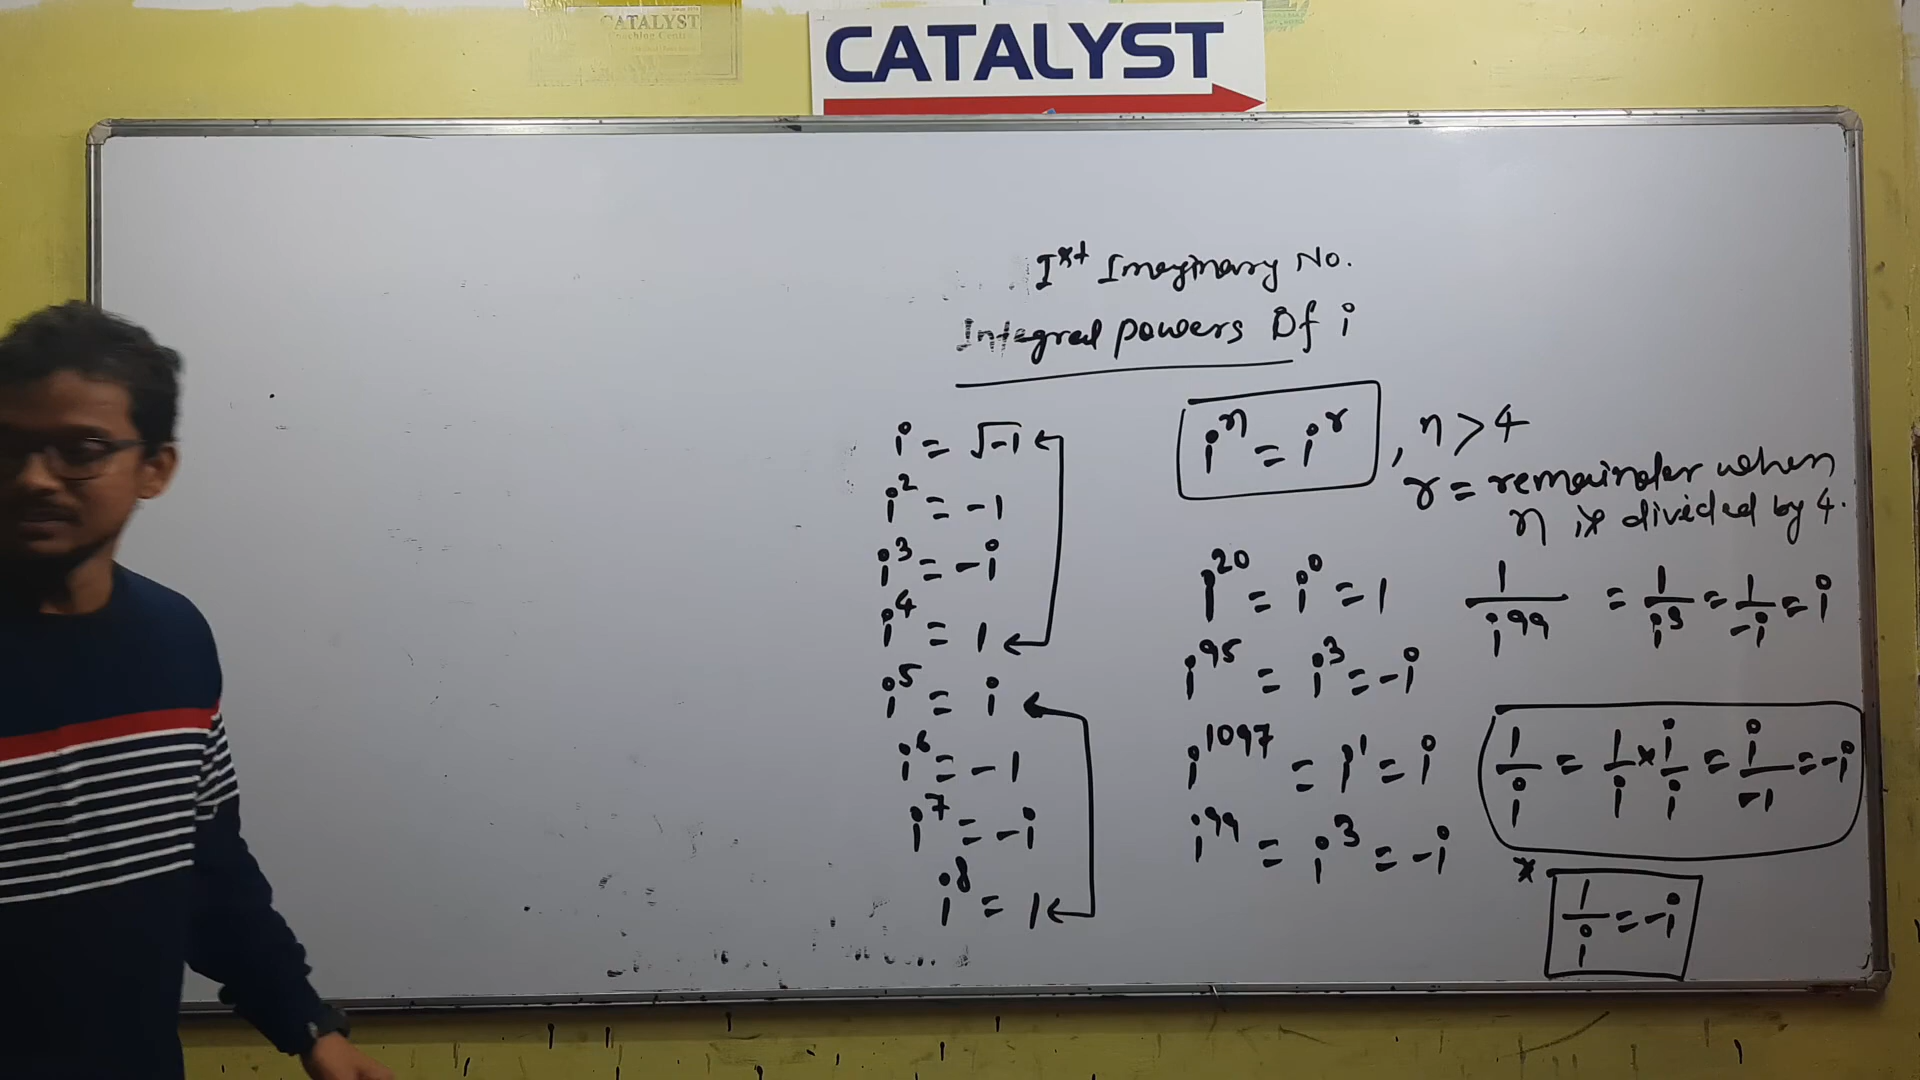 CATALYST
Coaching Centre
CATALYST
Ist Imaginary No.
Integral powers Of i
i = √-1
i² = -1
i³ = -i
i⁴ = 1
i⁵ = i
i⁶ = -1
i⁷ = -i
i⁸ = 1
iⁿ = iʳ , n > 4
r = remainder when
n is divided by 4.
i²⁰ = i⁰ = 1
i⁹⁵ = i³ = -i
i¹⁰⁹⁷ = i¹ = i
i⁹⁹ = i³ = -i
1/i⁹⁹ = 1/i³ = 1/-i = i
1/i = 1/i × i/i = i/-1 = -i
* 1/i = -i